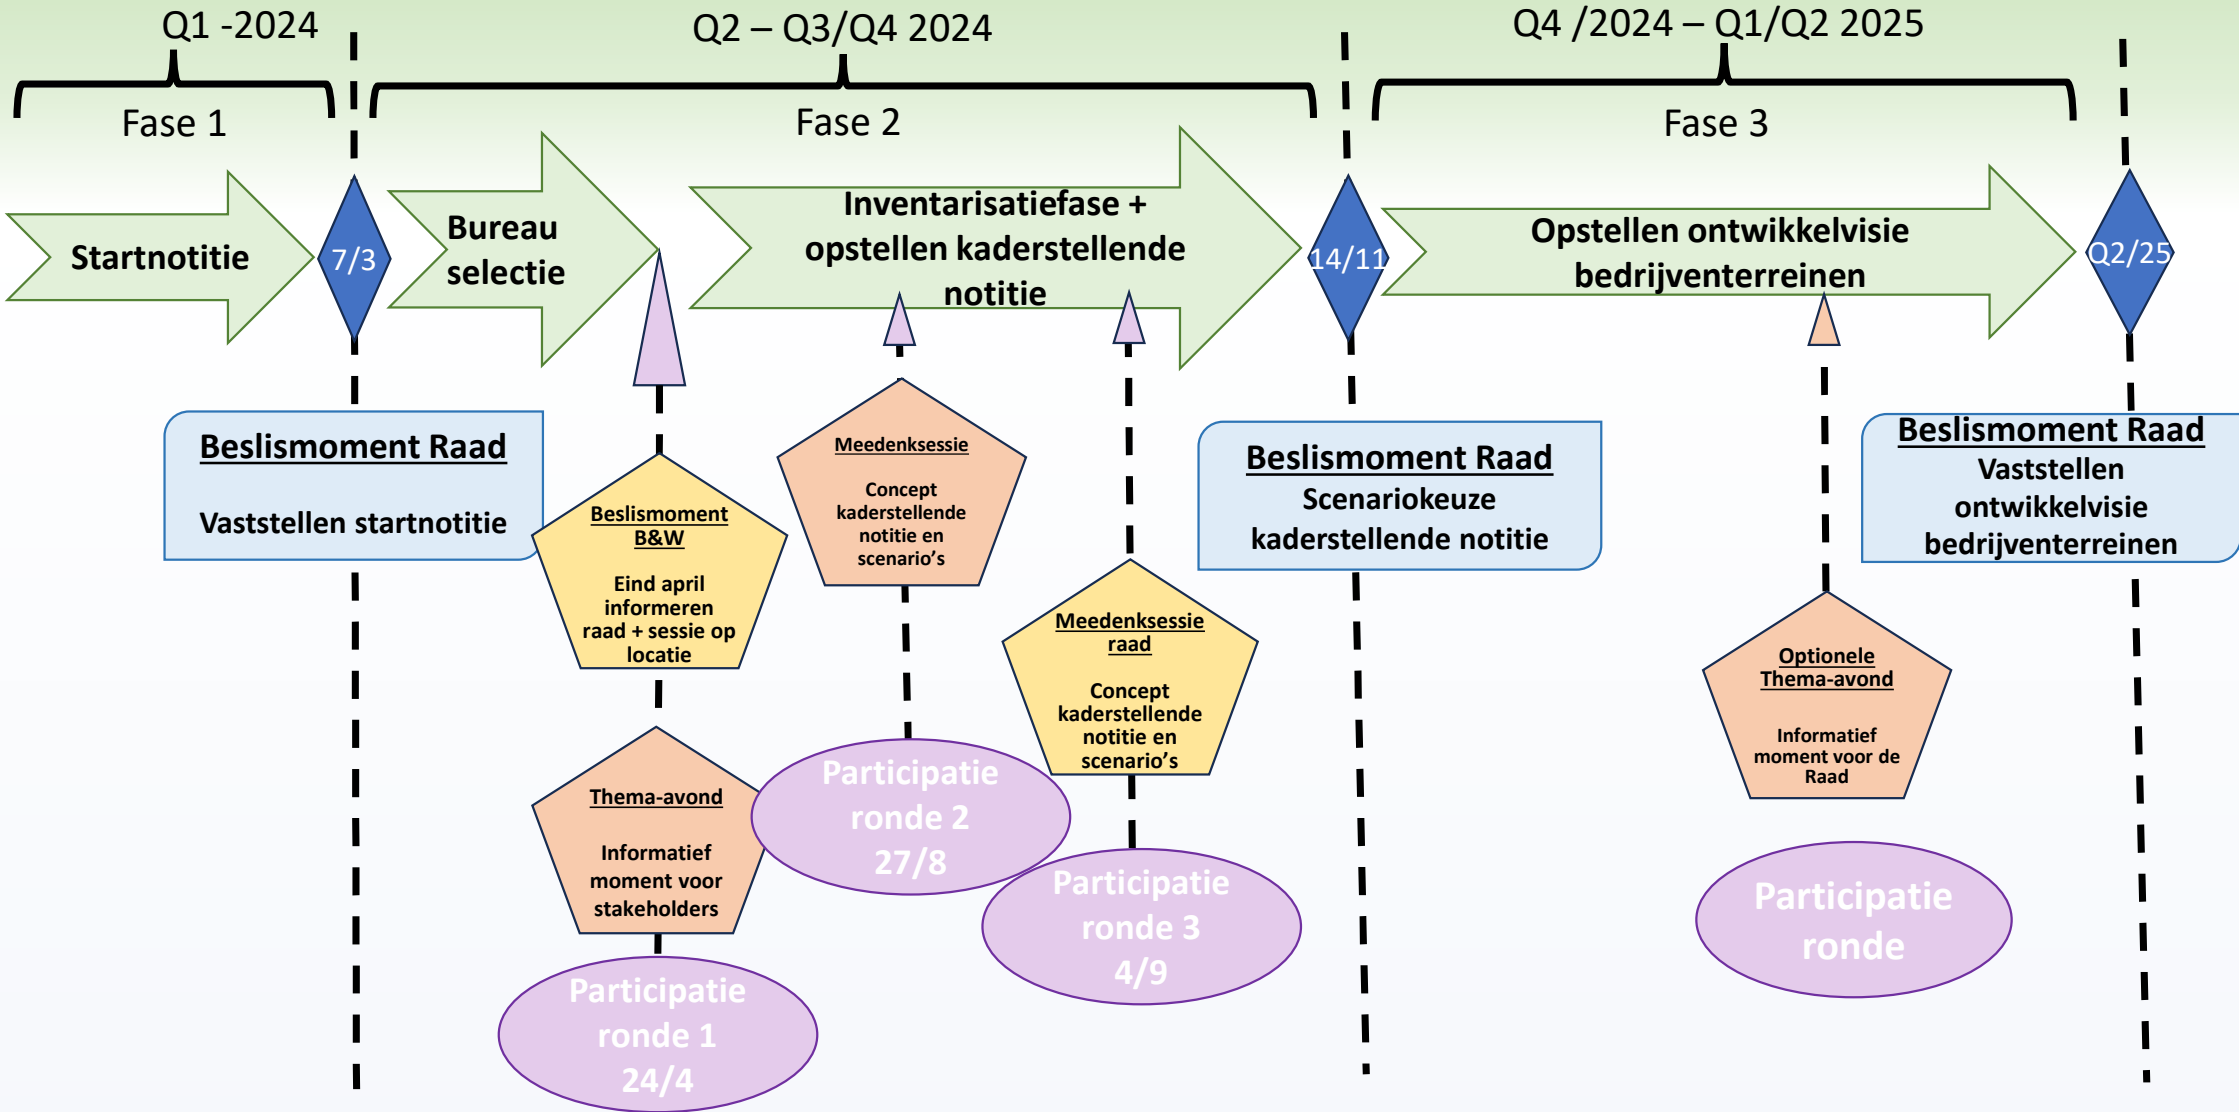 Q1 -2024
Q2 – Q3/Q4 2024
Q4 /2024 – Q1/Q2 2025
Fase 1
Fase 2
Fase 3
Startnotitie
7/3
Bureau
selectie
Inventarisatiefase +
opstellen kaderstellende
notitie
14/11
Opstellen ontwikkelvisie
bedrijventerreinen
Q2/25
Beslismoment Raad
Vaststellen startnotitie
Beslismoment
B&W
Eind april
informeren
raad + sessie op
locatie
Thema-avond
Informatief
moment voor
stakeholders
Participatie
ronde 1
24/4
Meedenksessie
Concept
kaderstellende
notitie en
scenario’s
Participatie
ronde 2
27/8
Meedenksessie
raad
Concept
kaderstellende
notitie en
scenario’s
Participatie
ronde 3
4/9
Beslismoment Raad
Scenariokeuze
kaderstellende notitie
Optionele
Thema-avond
Informatief
moment voor de
Raad
Participatie
ronde
Beslismoment Raad
Vaststellen
ontwikkelvisie
bedrijventerreinen